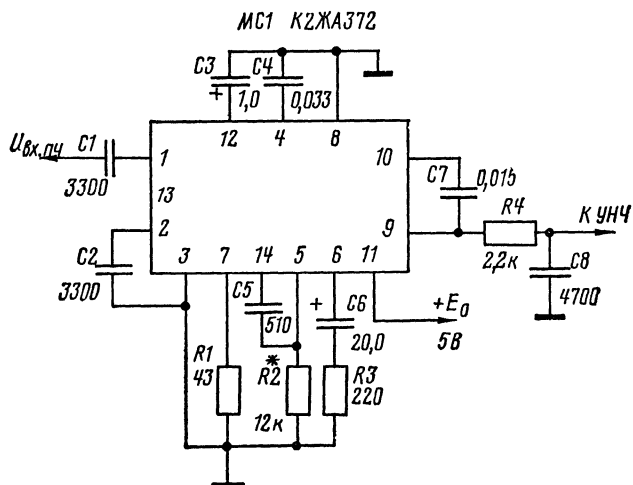 МС1 К2ЖА372
С3
+
1,0
С4
0,033
12
4
8
Uвх.пч
С1
3300
1
13
2
10
9
С7
0,015
R4
2,2к
К УНЧ
С8
4700
С2
3300
3
7
14
5
6
11
С5
510
+
С6
20,0
+E₀
5В
R1
43
*
R2
12к
R3
220